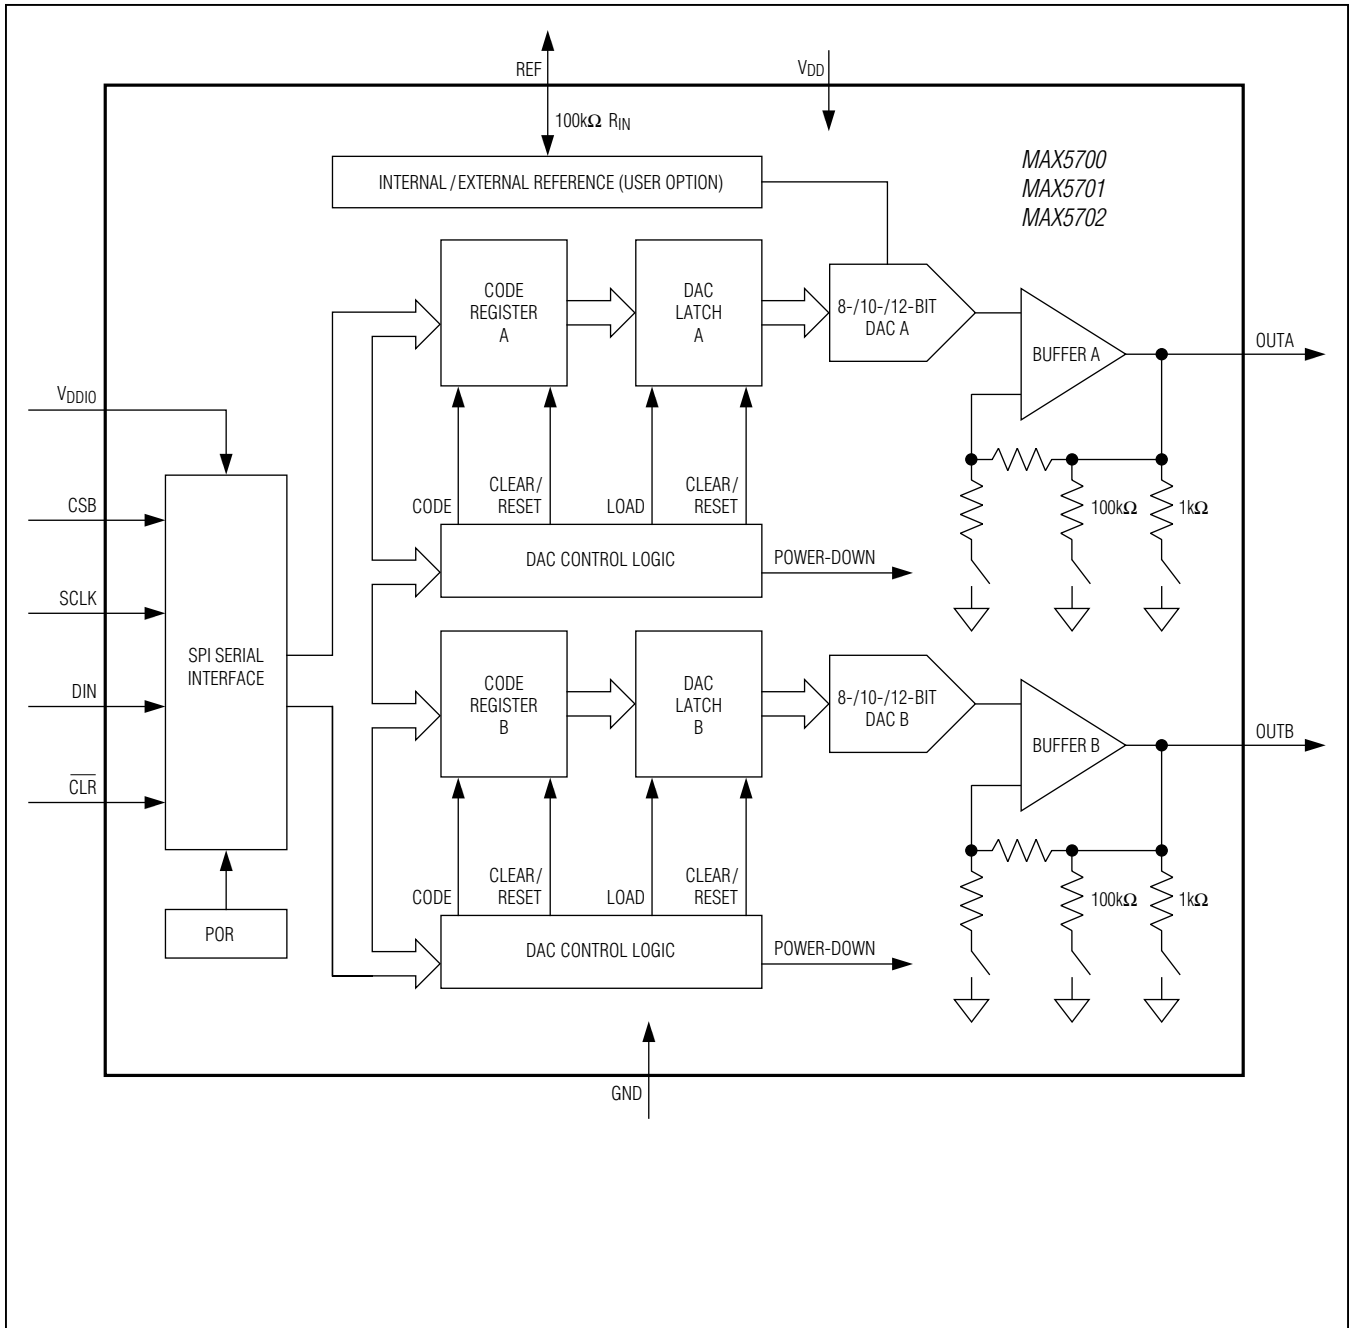 REF
VDD
100kΩ RIN
INTERNAL/EXTERNAL REFERENCE (USER OPTION)
MAX5700
MAX5701
MAX5702
CODE
REGISTER
A
DAC
LATCH
A
8-/10-/12-BIT
DAC A
BUFFER A
OUTA
VDDIO
CSB
SCLK
DIN
CLR
SPI SERIAL
INTERFACE
POR
CODE
CLEAR/
RESET
LOAD
CLEAR/
RESET
100kΩ
1kΩ
DAC CONTROL LOGIC
POWER-DOWN
CODE
REGISTER
B
DAC
LATCH
B
8-/10-/12-BIT
DAC B
BUFFER B
OUTB
CODE
CLEAR/
RESET
LOAD
CLEAR/
RESET
100kΩ
1kΩ
DAC CONTROL LOGIC
POWER-DOWN
GND